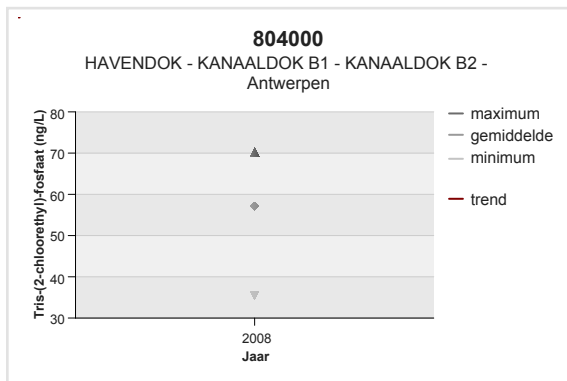 804000
HAVENDOK - KANAALDOK B1 - KANAALDOK B2 -
Antwerpen
Tris-(2-chloorethyl)-fosfaat (ng/L)
80
70
60
50
40
30
2008
Jaar
maximum
gemiddelde
minimum
trend